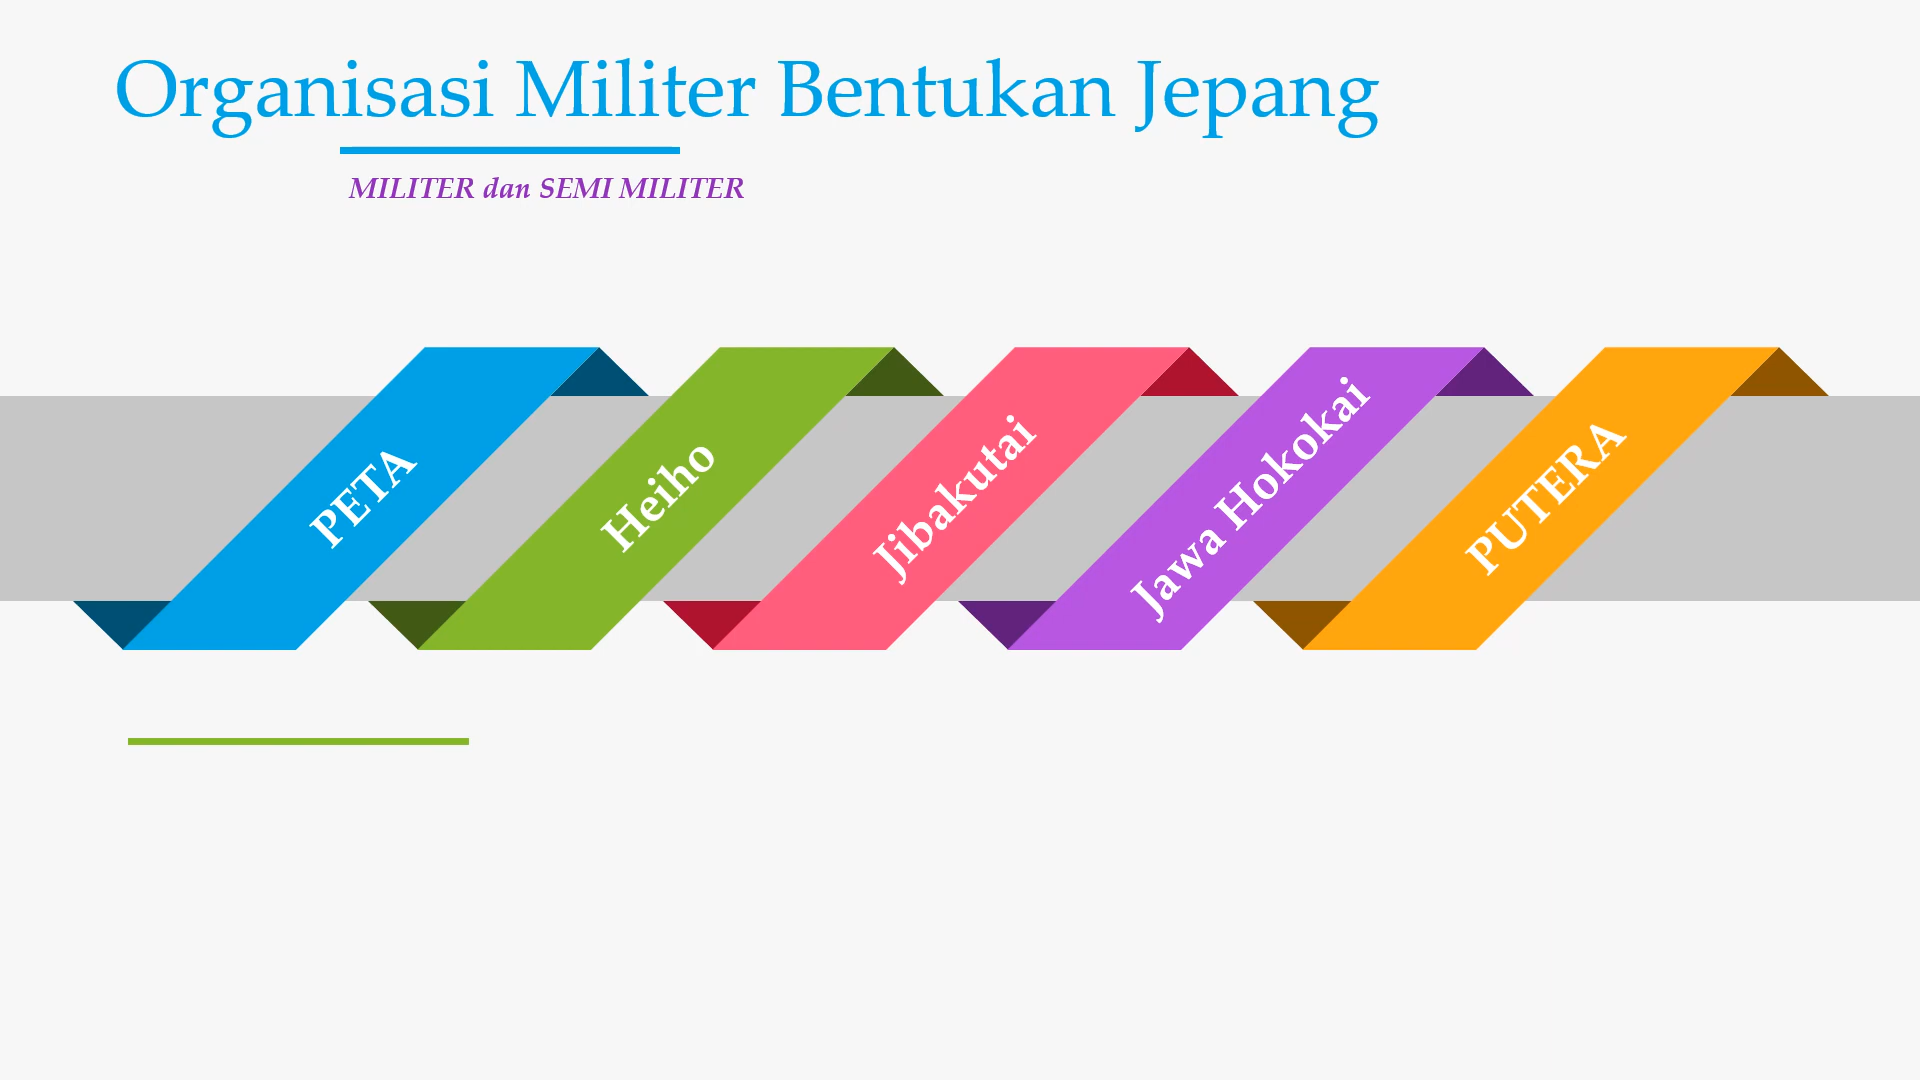 Organisasi Militer Bentukan Jepang
MILITER dan SEMI MILITER
PETA
Heiho
Jibakutai
Jawa Hokokai
PUTERA